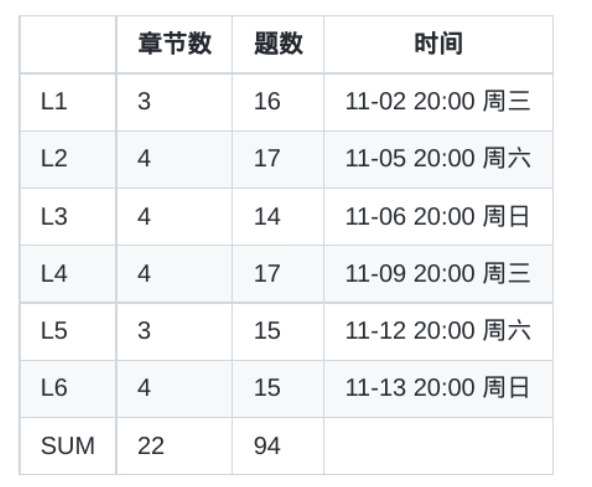 章节数 题数 时间
L1 3 16 11-02 20:00 周三
L2 4 17 11-05 20:00 周六
L3 4 14 11-06 20:00 周日
L4 4 17 11-09 20:00 周三
L5 3 15 11-12 20:00 周六
L6 4 15 11-13 20:00 周日
SUM 22 94